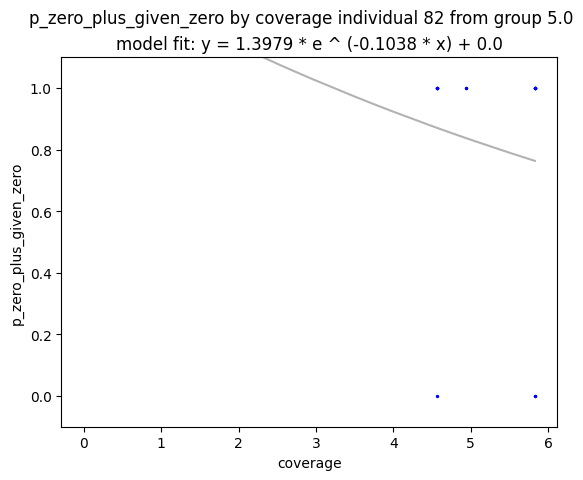 p_zero_plus_given_zero by coverage individual 82 from group 5.0
model fit: y = 1.3979 * e ^ (-0.1038 * x) + 0.0
1.0
0.8
0.6
0.4
0.2
0.0
p_zero_plus_given_zero
0 1 2 3 4 5 6
coverage